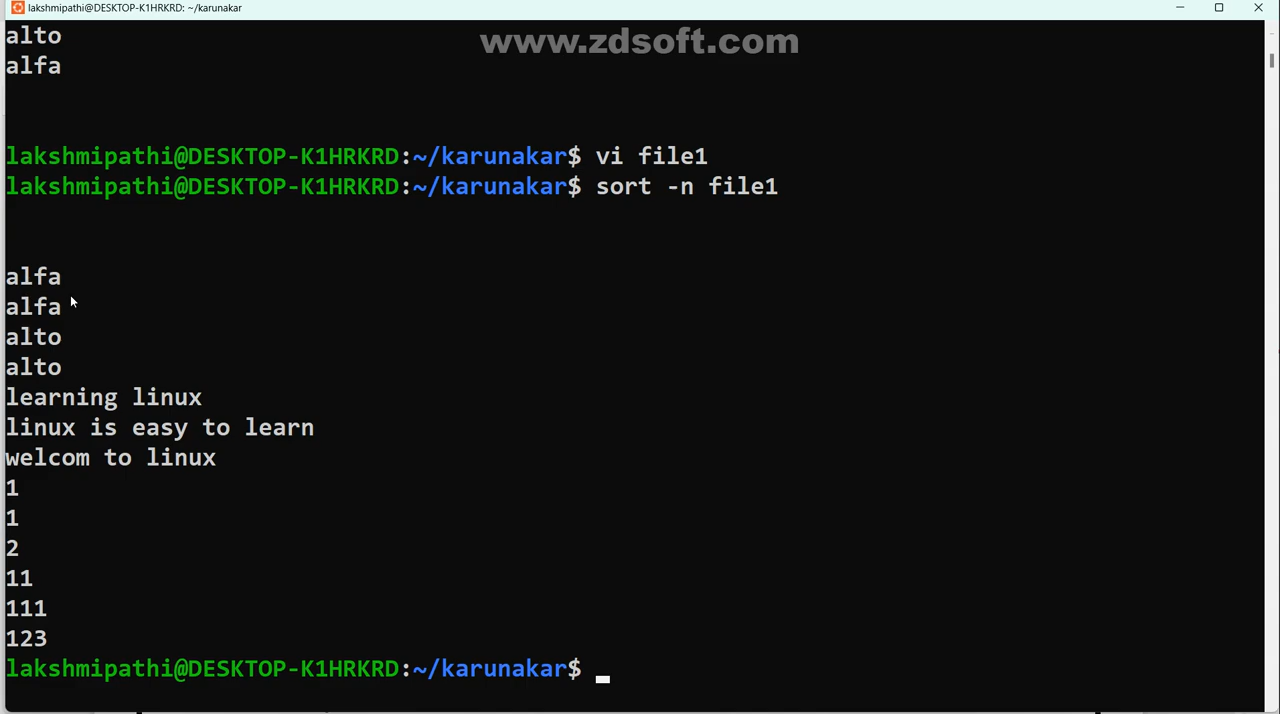 lakshmipathi@DESKTOP-K1HRKRD: ~/karunakar
www.zdsoft.com
alto
alfa
lakshmipathi@DESKTOP-K1HRKRD:~/karunakar$ vi file1
lakshmipathi@DESKTOP-K1HRKRD:~/karunakar$ sort -n file1
alfa
alfa
alto
alto
learning linux
linux is easy to learn
welcom to linux
1
1
2
11
111
123
lakshmipathi@DESKTOP-K1HRKRD:~/karunakar$